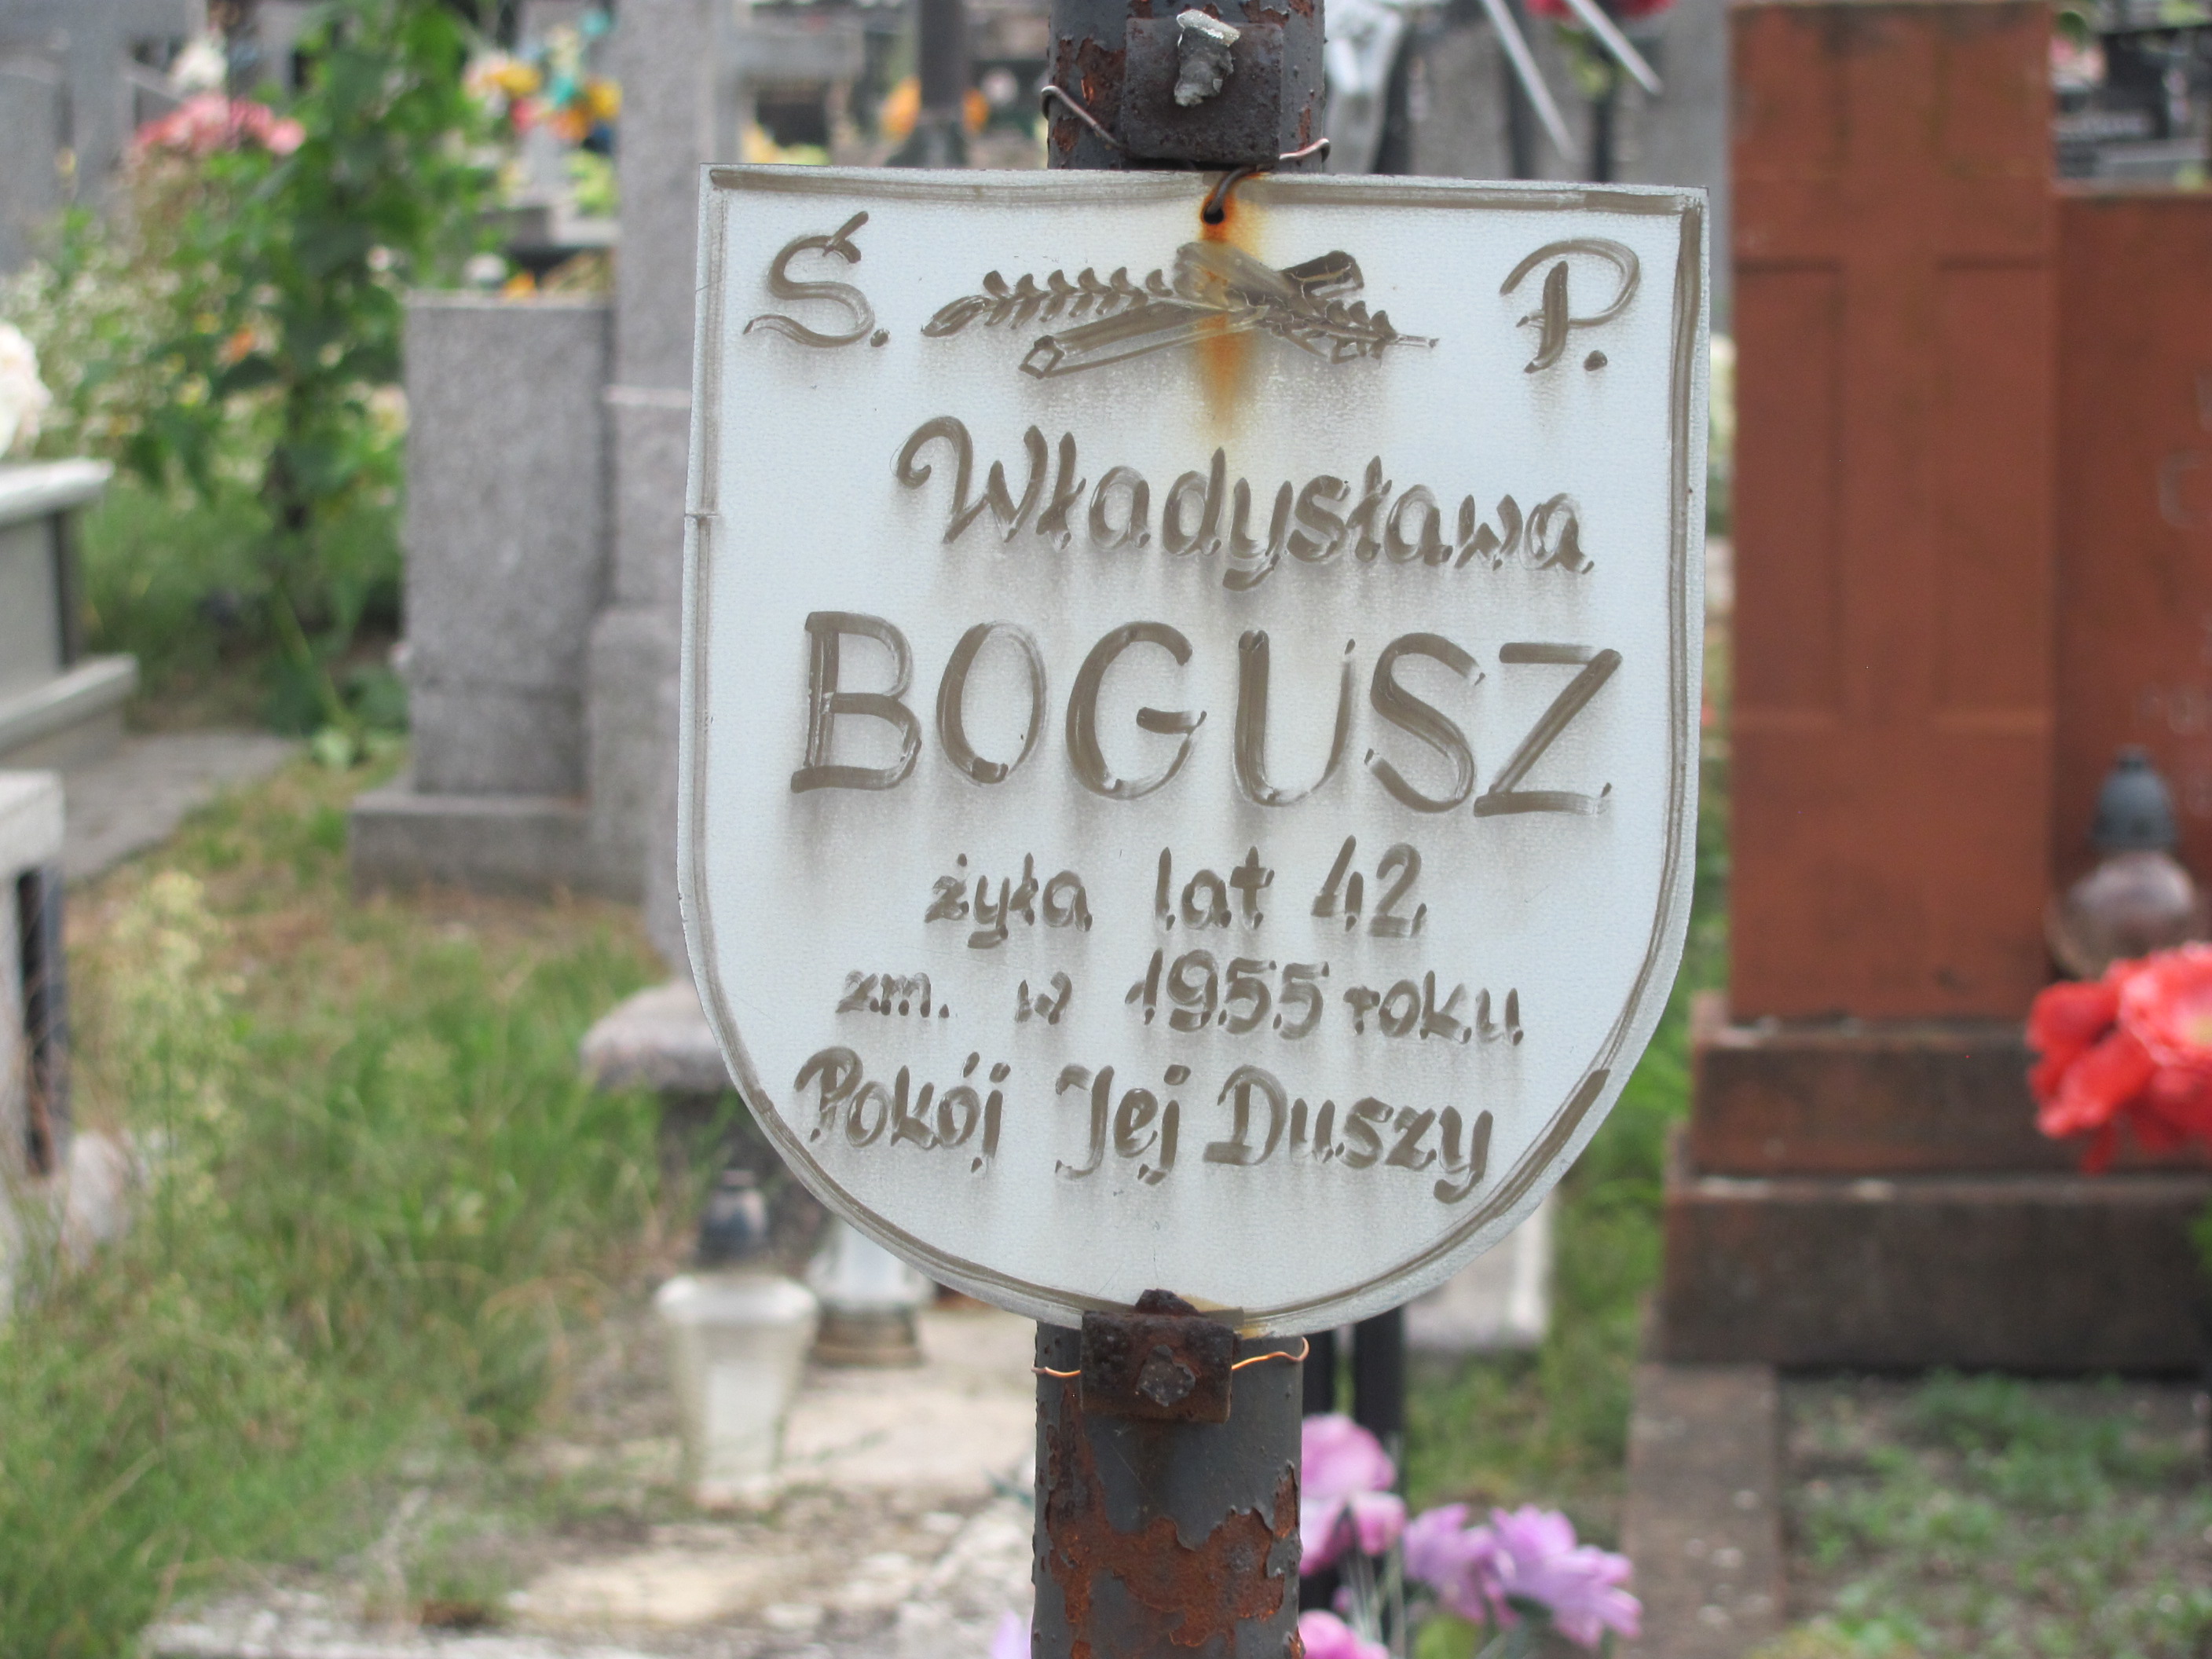 Ś. P.
Władysława
BOGUSZ
żyła lat 42
zm. w 1955 roku
Pokój Jej Duszy